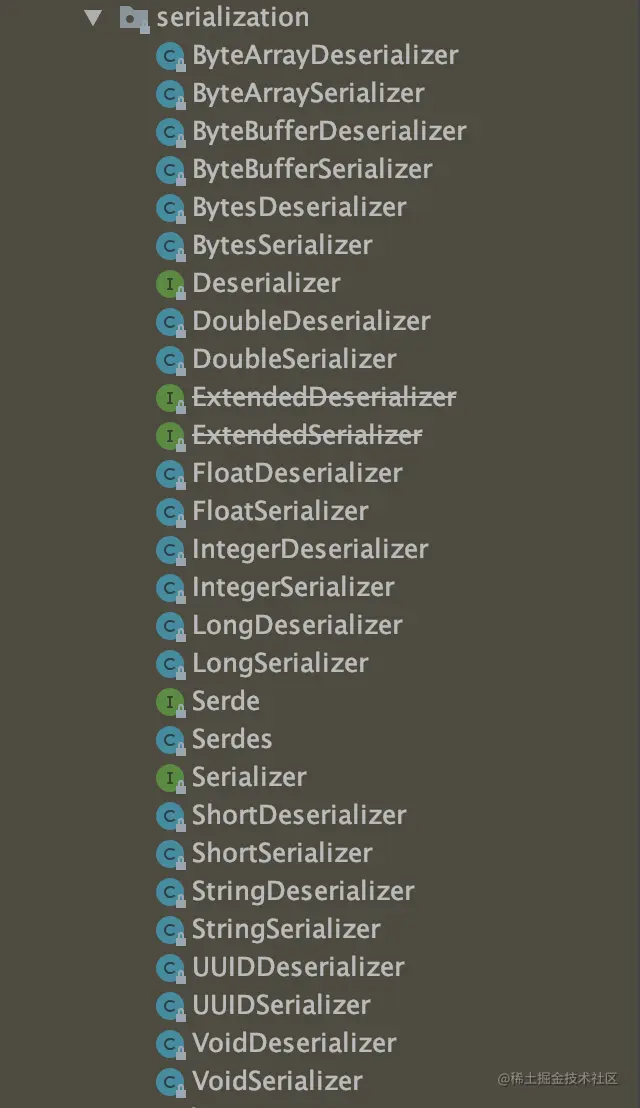 serialization
ByteArrayDeserializer
ByteArraySerializer
ByteBufferDeserializer
ByteBufferSerializer
BytesDeserializer
BytesSerializer
Deserializer
DoubleDeserializer
DoubleSerializer
ExtendedDeserializer
ExtendedSerializer
FloatDeserializer
FloatSerializer
IntegerDeserializer
IntegerSerializer
LongDeserializer
LongSerializer
Serde
Serdes
Serializer
ShortDeserializer
ShortSerializer
StringDeserializer
StringSerializer
UUIDDeserializer
UUIDSerializer
VoidDeserializer
VoidSerializer
@稀土掘金技术社区